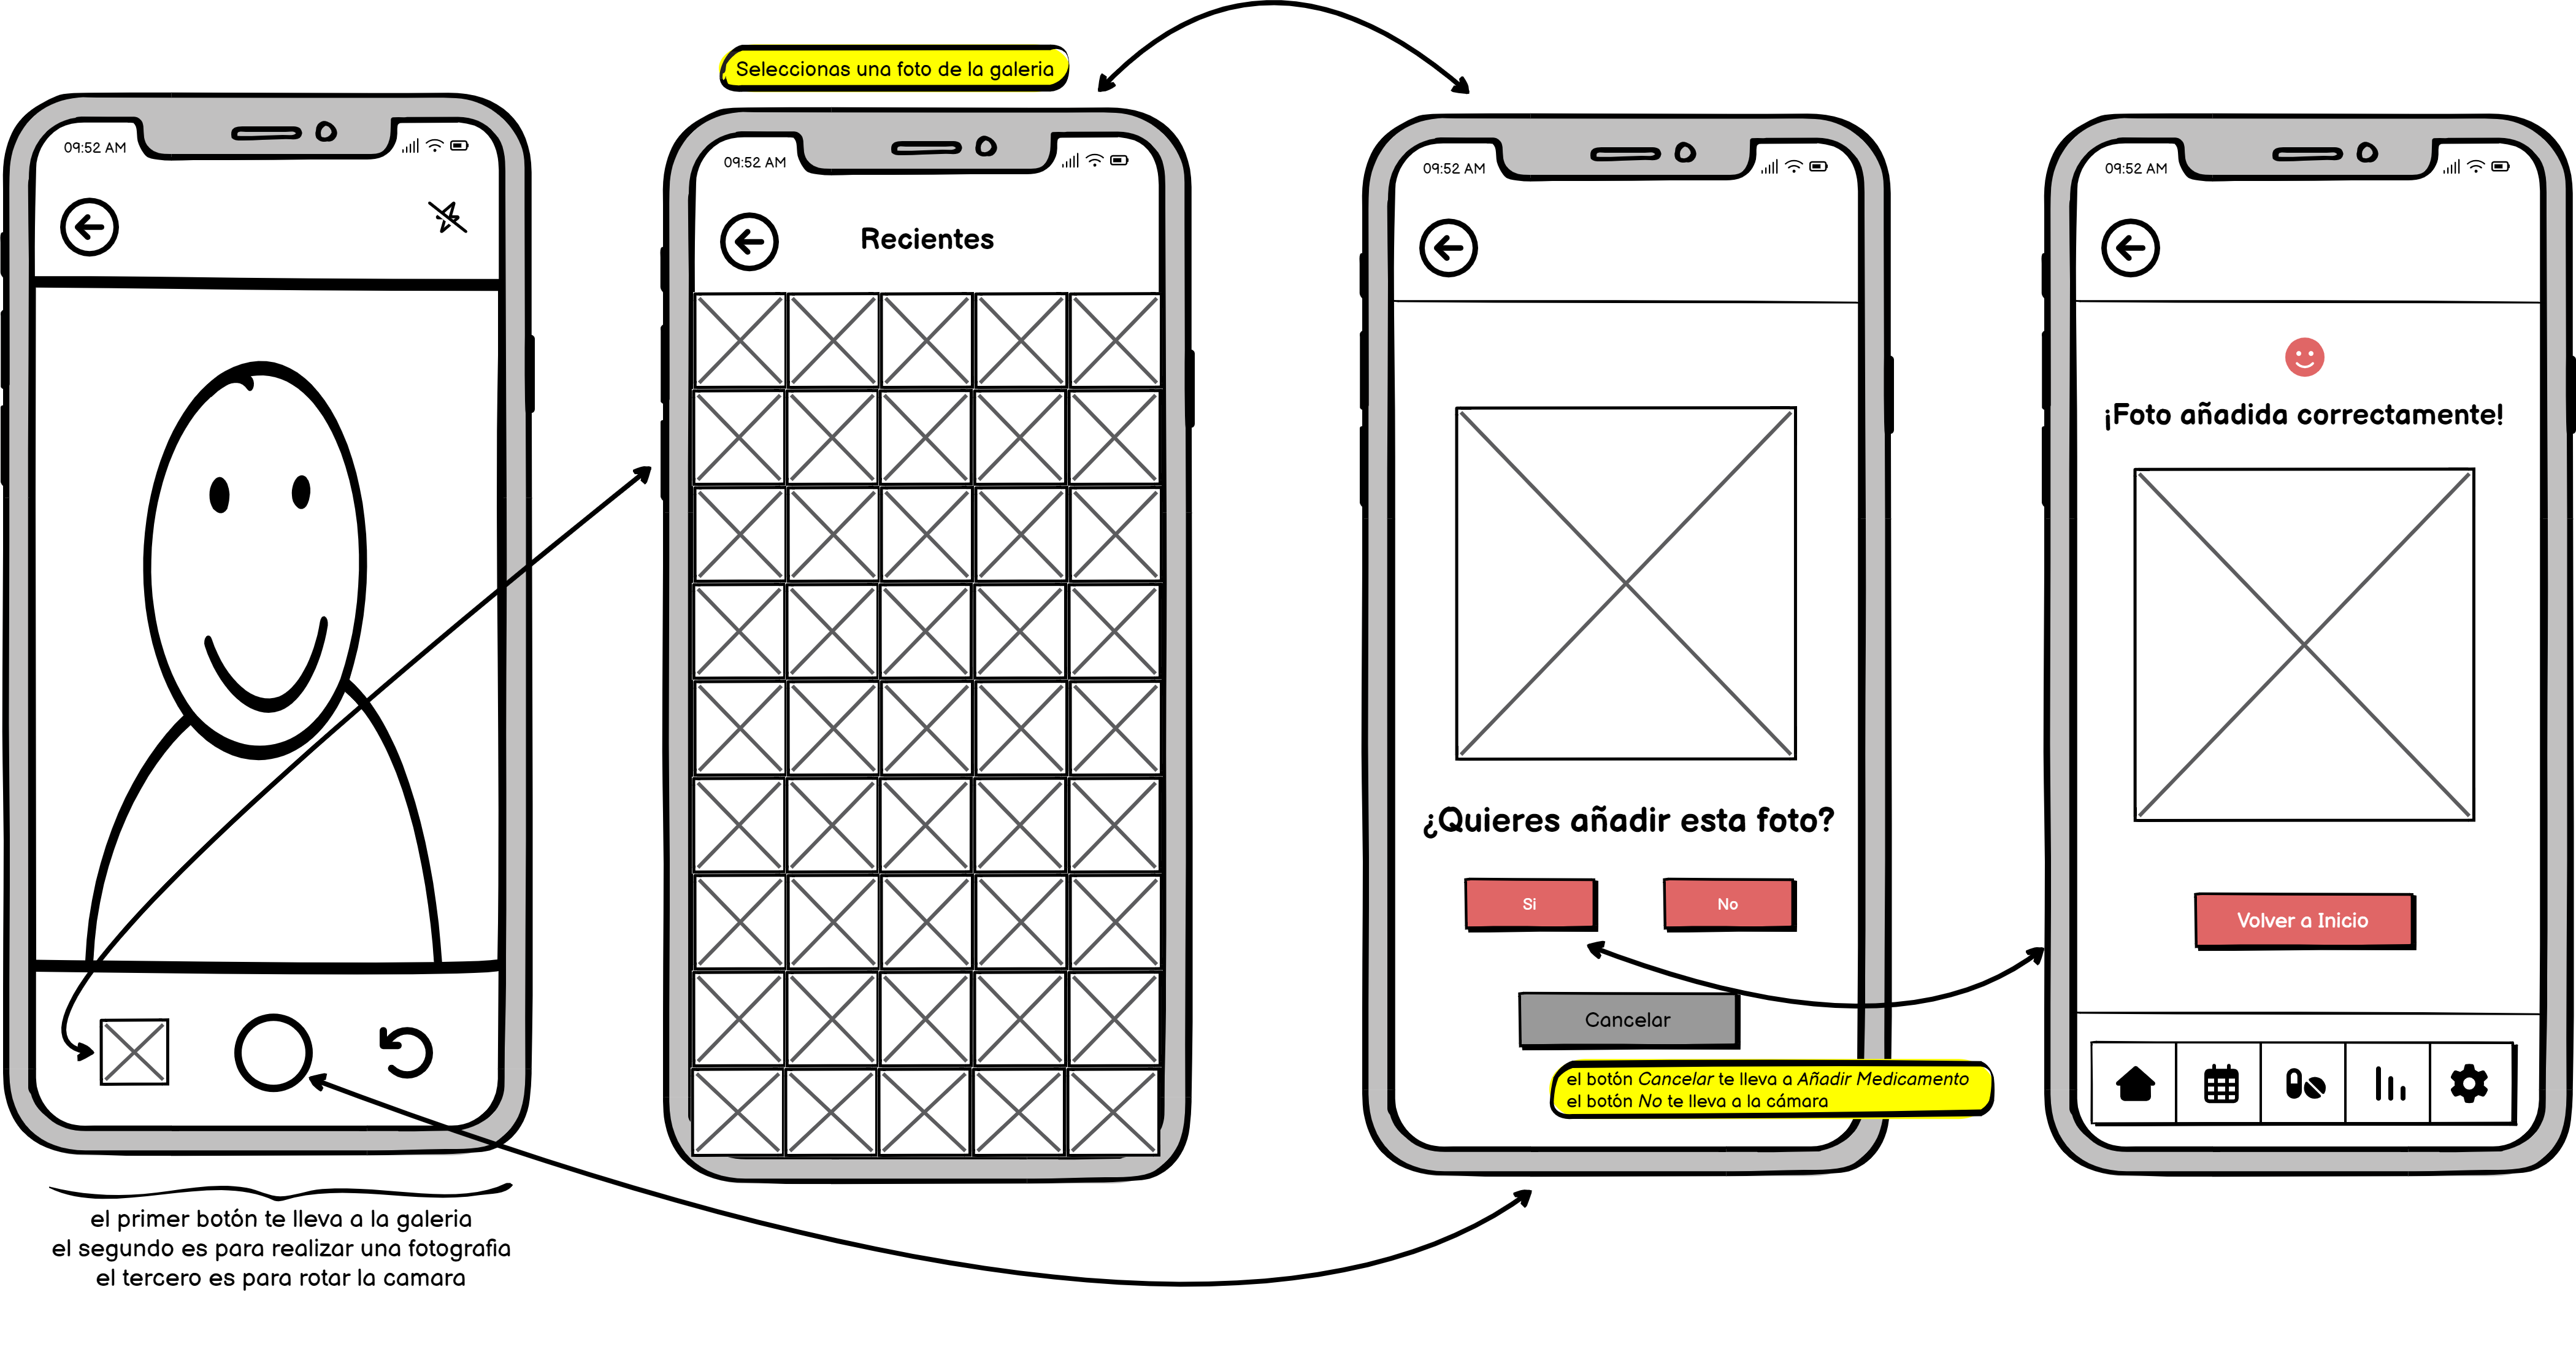 Seleccionas una foto de la galeria
09:52 AM
el primer botón te lleva a la galeria
el segundo es para realizar una fotografia
el tercero es para rotar la camara
09:52 AM
Recientes
09:52 AM
¿Quieres añadir esta foto?
Si
No
Cancelar
el botón Cancelar te lleva a Añadir Medicamento
el botón No te lleva a la cámara
09:52 AM
¡Foto añadida correctamente!
Volver a Inicio